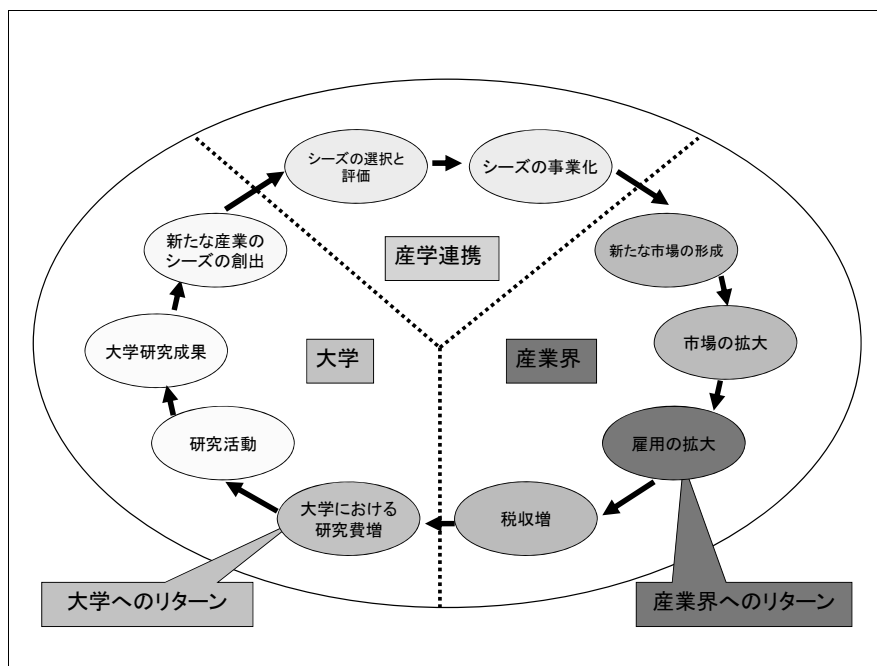 シーズの選択と
評価
シーズの事業化
新たな産業の
シーズの創出
産学連携
新たな市場の形成
大学研究成果
大学
産業界
市場の拡大
研究活動
雇用の拡大
大学における
研究費増
税収増
大学へのリターン
産業界へのリターン